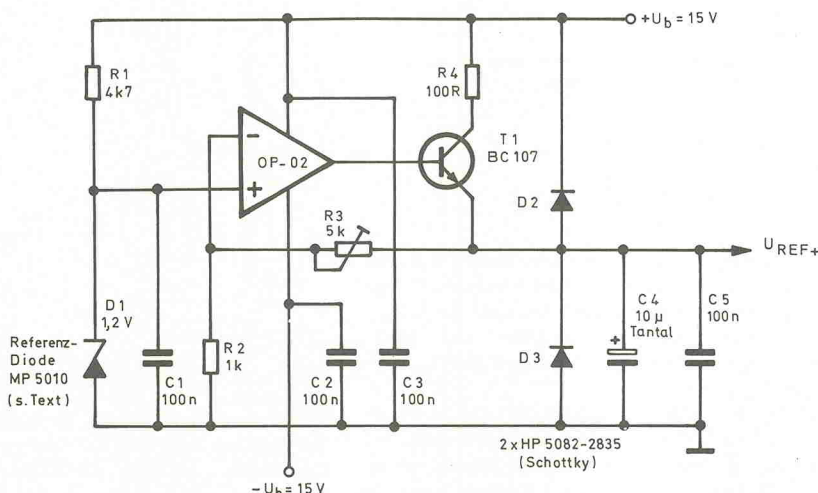 +Ub = 15 V
R1
4k7
R4
100R
T1
BC 107
−
OP-02
+
R3
5k
D2
UREF+
D1
1,2 V
Referenz-
Diode
MP 5010
(s. Text)
C1
100n
R2
1k
C2
100n
C3
100n
D3
C4
10 µ
Tantal
+
C5
100n
2 x HP 5082-2835
(Schottky)
−Ub = 15 V